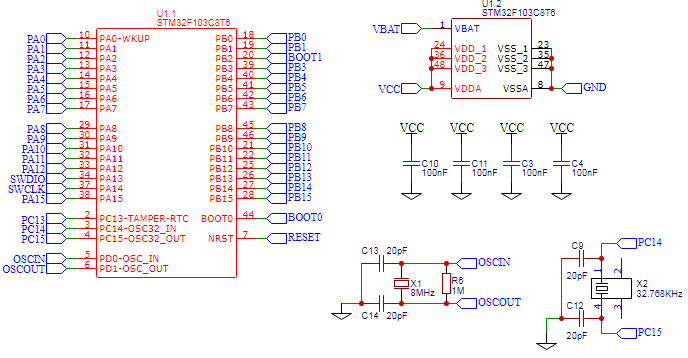 U1.1
STM32F103C8T6
PA0 10 PA0-WKUP PB0 18 PB0
PA1 11 PA1 PB1 19 PB1
PA2 12 PA2 PB2 20 BOOT1
PA3 13 PA3 PB3 39 PB3
PA4 14 PA4 PB4 40 PB4
PA5 15 PA5 PB5 41 PB5
PA6 16 PA6 PB6 42 PB6
PA7 17 PA7 PB7 43 PB7
PA8 29 PA8 PB8 45 PB8
PA9 30 PA9 PB9 46 PB9
PA10 31 PA10 PB10 21 PB10
PA11 32 PA11 PB11 22 PB11
PA12 33 PA12 PB12 25 PB12
SWDIO 34 PA13 PB13 26 PB13
SWCLK 37 PA14 PB14 27 PB14
PA15 38 PA15 PB15 28 PB15
PC13 2 PC13-TAMPER-RTC BOOT0 44 BOOT0
PC14 3 PC14-OSC32_IN
PC15 4 PC15-OSC32_OUT NRST 7 RESET
OSCIN 5 PD0-OSC_IN
OSCOUT 6 PD1-OSC_OUT
U1.2
STM32F103C8T6
VBAT 1 VBAT
24 VDD_1 VSS_1 23
36 VDD_2 VSS_2 35
48 VDD_3 VSS_3 47
VCC 9 VDDA VSSA 8 GND
VCC VCC VCC VCC
C10 C11 C3 C4
100nF 100nF 100nF 100nF
C13 20pF OSCIN
X1 R6
8MHz 1M
OSCOUT
C14 20pF
C9 PC14
20pF 1 2
X2
32.768KHz
C12 4 3
20pF PC15